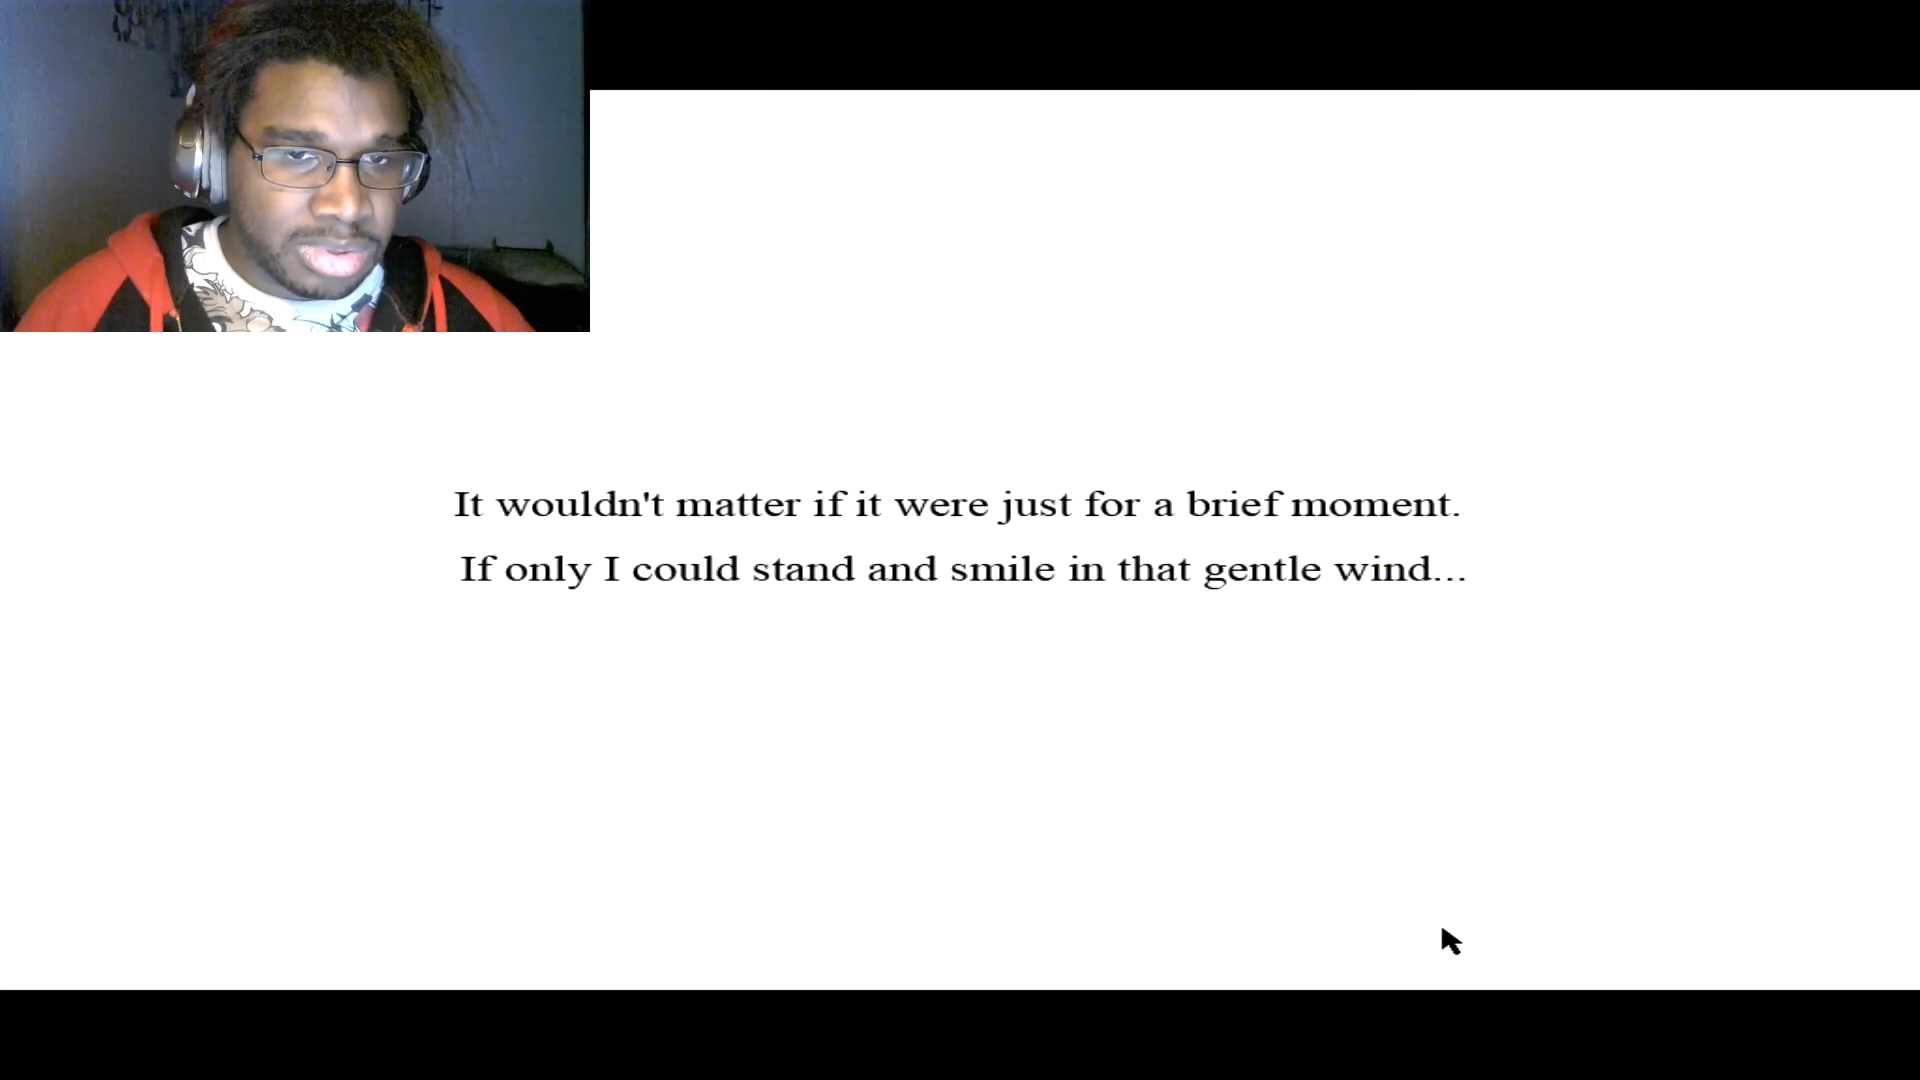 It wouldn't matter if it were just for a brief moment.
If only I could stand and smile in that gentle wind...